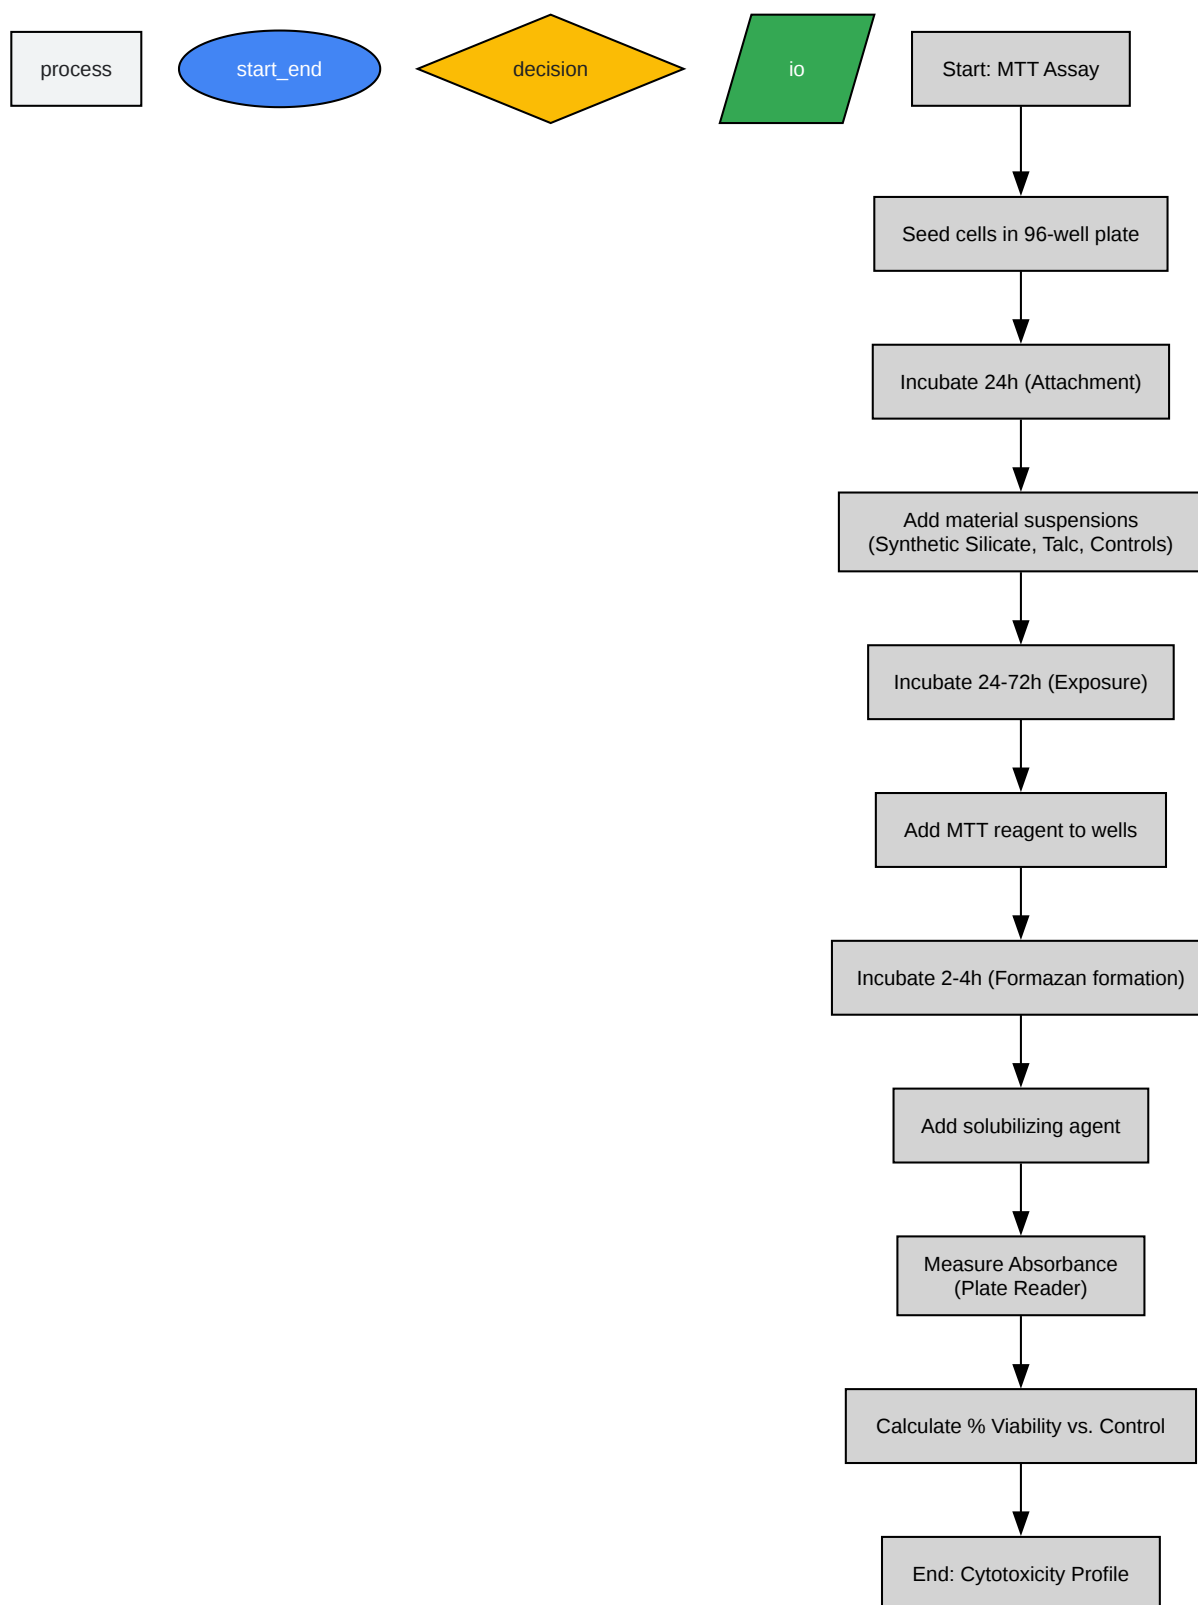 process
start_end
decision
io
Start: MTT Assay
Seed cells in 96-well plate
Incubate 24h (Attachment)
Add material suspensions
(Synthetic Silicate, Talc, Controls)
Incubate 24-72h (Exposure)
Add MTT reagent to wells
Incubate 2-4h (Formazan formation)
Add solubilizing agent
Measure Absorbance
(Plate Reader)
Calculate % Viability vs. Control
End: Cytotoxicity Profile